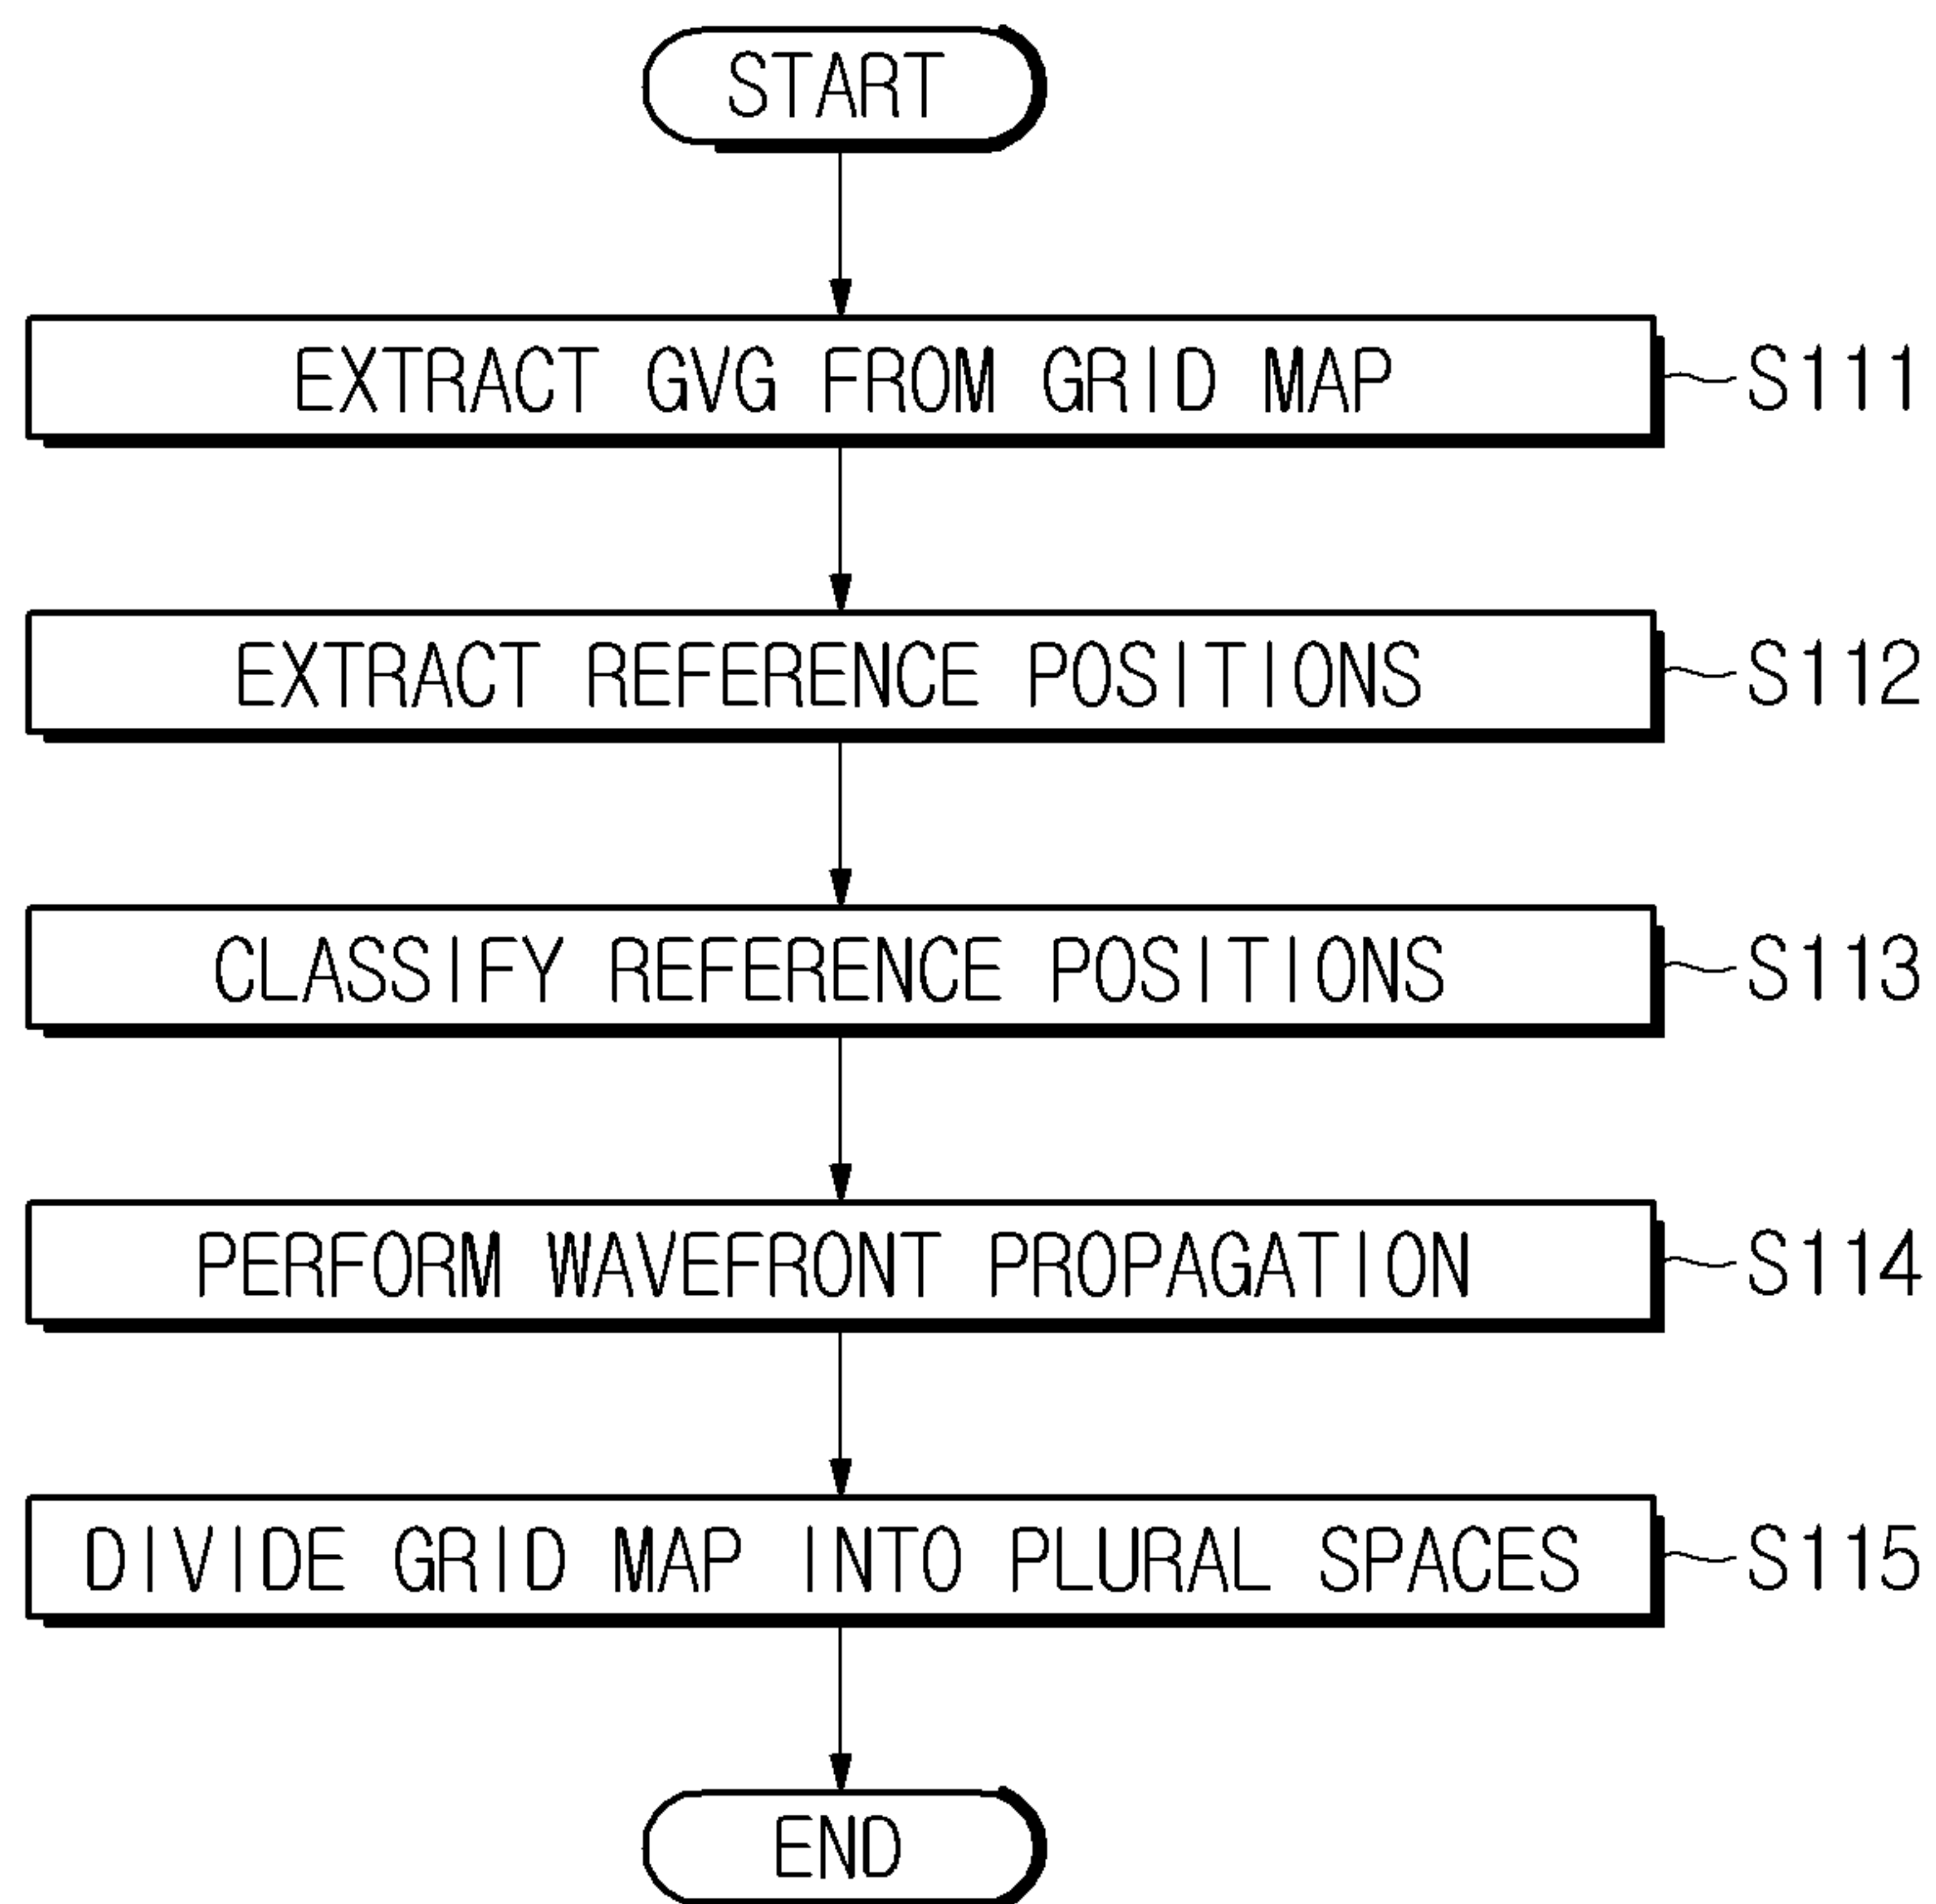 START
EXTRACT GVG FROM GRID MAP S111
EXTRACT REFERENCE POSITIONS S112
CLASSIFY REFERENCE POSITIONS S113
PERFORM WAVEFRONT PROPAGATION S114
DIVIDE GRID MAP INTO PLURAL SPACES S115
END